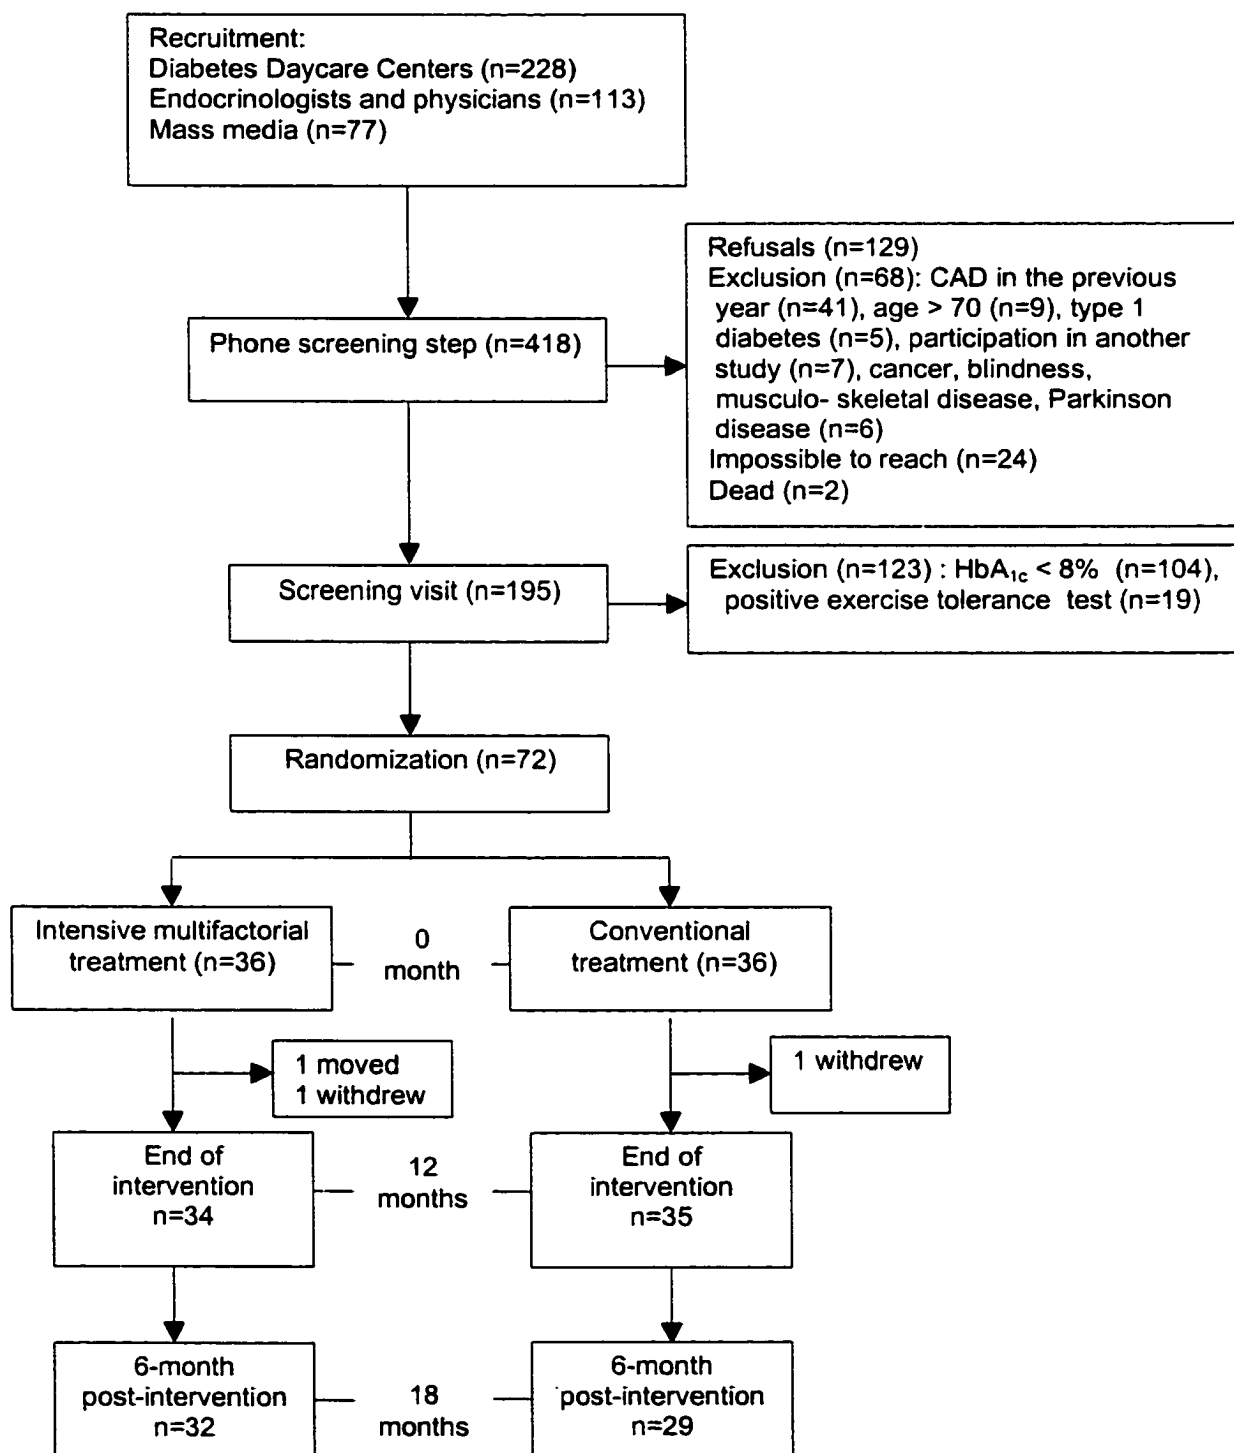 Recruitment:
Diabetes Daycare Centers (n=228)
Endocrinologists and physicians (n=113)
Mass media (n=77)
Refusals (n=129)
Exclusion (n=68): CAD in the previous
year (n=41), age > 70 (n=9), type 1
diabetes (n=5), participation in another
study (n=7), cancer, blindness,
musculo- skeletal disease, Parkinson
disease (n=6)
Impossible to reach (n=24)
Dead (n=2)
Phone screening step (n=418)
Screening visit (n=195)
Exclusion (n=123) : HbA1c < 8% (n=104),
positive exercise tolerance test (n=19)
Randomization (n=72)
Intensive multifactorial
treatment (n=36)
0
month
Conventional
treatment (n=36)
1 moved
1 withdrew
1 withdrew
End of
intervention
n=34
12
months
End of
intervention
n=35
6-month
post-intervention
n=32
18
months
6-month
post-intervention
n=29